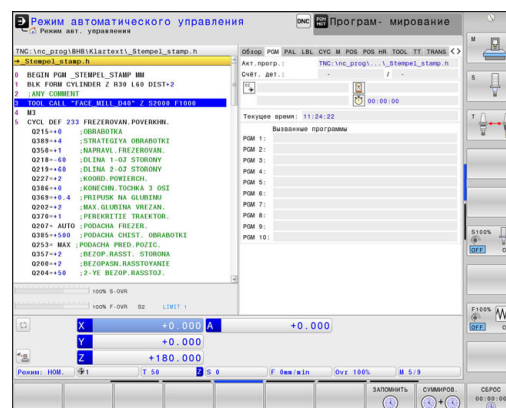 Режим автоматического управления
Режим авт. управления
DNC
Програм- мирование
TNC:\nc_prog\BHB\Klartext\_Stempel_stamp.h
→_Stempel_stamp.h
0 BEGIN PGM _STEMPEL_STAMP MM
1 BLK FORM CYLINDER Z R30 L60 DIST+2
2 ;ANY COMMENT
3 TOOL CALL "FACE_MILL_D40" Z S2000 F1000
4 M3
5 CYCL DEF 233 FREZEROVAN.POVERKHN.
Q215=+0 ;OBRABOTKA
Q389=+4 ;STRATEGIYA OBRABOTKI
Q350=+1 ;NAPRAVL.FREZEROVAN.
Q218=-60 ;DLINA 1-OJ STORONY
Q219=+60 ;DLINA 2-OJ STORONY
Q227=+2 ;KOORD.POWIERCH.
Q386=+0 ;KONECHN.TOCHKA 3 OSI
Q369=+0.4 ;PRIPUSK NA GLUBINU
Q202=+2 ;MAX.GLUBINA VREZAN.
Q370=+1 ;PEREKRITIE TRAEKTOR.
Q207= AUTO ;PODACHA FREZER.
Q385=+500 ;PODACHA CHIST. OBRABOTKI
Q253= MAX ;PODACHA PRED.POZIC.
Q357=+2 ;BEZOP.RASST. STORONA
Q200=+2 ;BEZOPASN.RASSTOYANIE
Q204=+50 ;2-YE BEZOP.RASSTOJ.
100% S-OVR
100% F-OVR S2 LIMIT 1
Обзор PGM PAL LBL CYC M POS POS HR TOOL TT TRANS
Акт.прогр.: TNC:\nc_prog\...\_Stempel_stamp.h
Счёт. дет.: - / -
00:00:00
Текущее время: 11:24:22
Вызванные программы
PGM 1:
PGM 2:
PGM 3:
PGM 4:
PGM 5:
PGM 6:
PGM 7:
PGM 8:
PGM 9:
PGM 10:
X +0.000 A +0.000
Y +0.000
Z +180.000
Режим: НОМ. 1 T 50 Z S 0 F 0mm/min Ovr 100% M 5/9
ЗАПОМНИТЬ
СУММИРОВ.
СБРОС
00:00:00
M
S
T
S100%
OFF
F100%
OFF